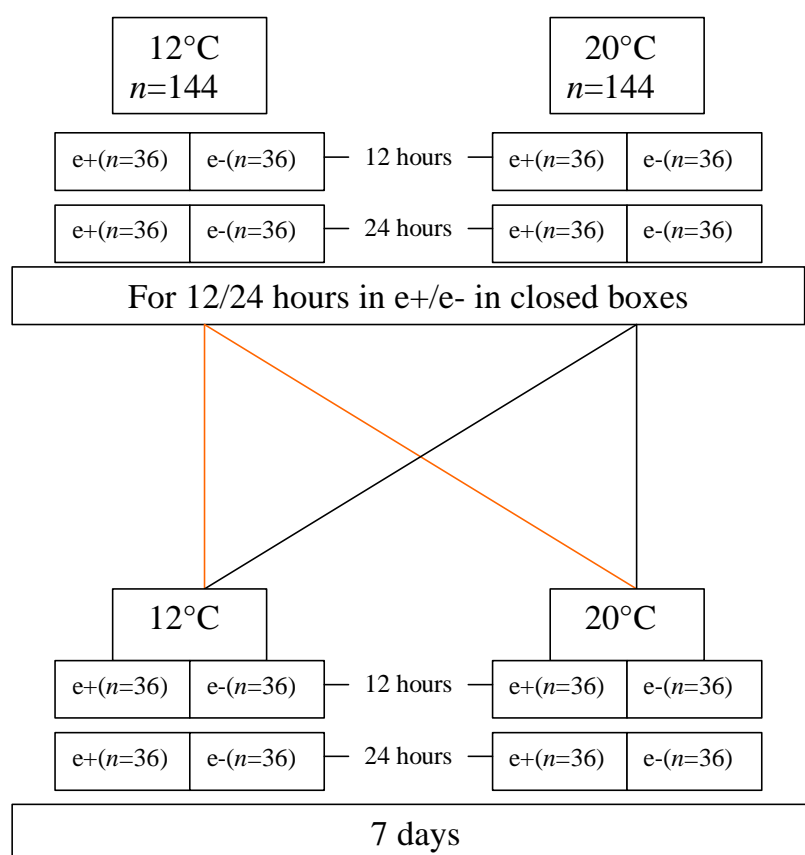 12°C
n=144
20°C
n=144
e+(n=36) e-(n=36) 12 hours e+(n=36) e-(n=36)
e+(n=36) e-(n=36) 24 hours e+(n=36) e-(n=36)
For 12/24 hours in e+/e- in closed boxes
12°C 20°C
e+(n=36) e-(n=36) 12 hours e+(n=36) e-(n=36)
e+(n=36) e-(n=36) 24 hours e+(n=36) e-(n=36)
7 days